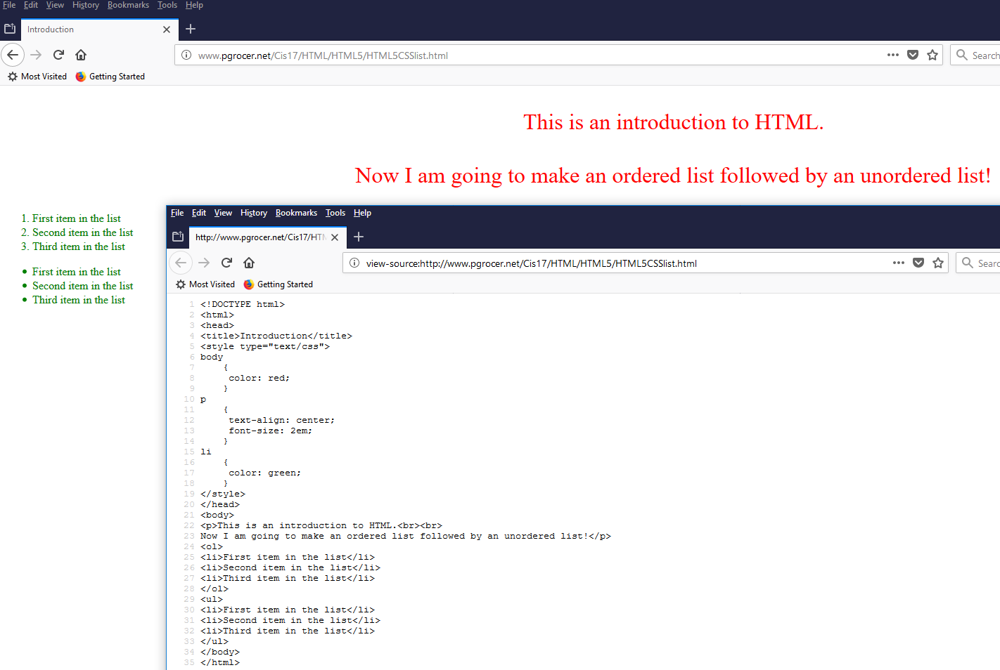 File Edit View History Bookmarks Tools Help
Introduction
www.pgrocer.net/Cis17/HTML/HTML5/HTML5CSSlist.html
Search
Most Visited Getting Started
This is an introduction to HTML.
Now I am going to make an ordered list followed by an unordered list!
1. First item in the list
2. Second item in the list
3. Third item in the list
• First item in the list
• Second item in the list
• Third item in the list
File Edit View History Bookmarks Tools Help
http://www.pgrocer.net/Cis17/HTM
view-source:http://www.pgrocer.net/Cis17/HTML/HTML5/HTML5CSSlist.html
Searc
Most Visited Getting Started
1 <!DOCTYPE html>
2 <html>
3 <head>
4 <title>Introduction</title>
5 <style type="text/css">
6 body
7 {
8 color: red;
9 }
10 p
11 {
12 text-align: center;
13 font-size: 2em;
14 }
15 li
16 {
17 color: green;
18 }
19 </style>
20 </head>
21 <body>
22 <p>This is an introduction to HTML.<br><br>
23 Now I am going to make an ordered list followed by an unordered list!</p>
24 <ol>
25 <li>First item in the list</li>
26 <li>Second item in the list</li>
27 <li>Third item in the list</li>
28 </ol>
29 <ul>
30 <li>First item in the list</li>
31 <li>Second item in the list</li>
32 <li>Third item in the list</li>
33 </ul>
34 </body>
35 </html>